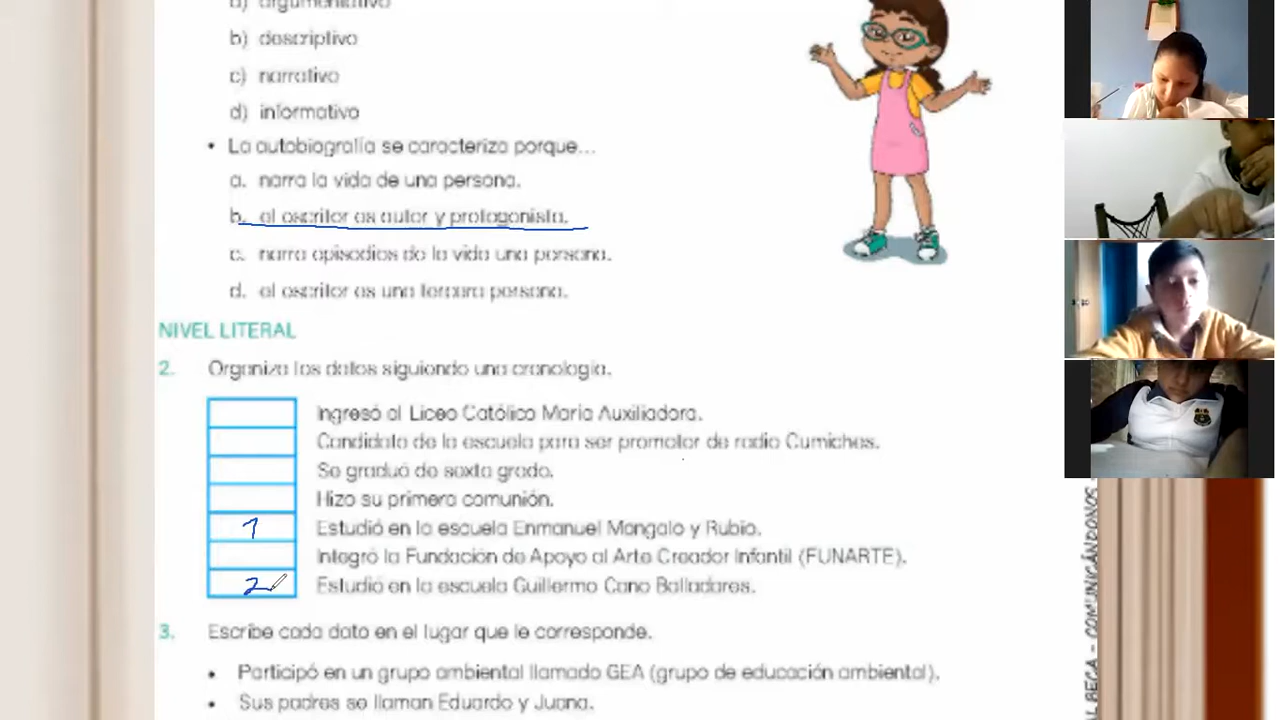 a) argumentativo
b) descriptivo
c) narrativo
d) informativo
• La autobiografía se caracteriza porque...
a. narra la vida de una persona.
b. el escritor es autor y protagonista.
c. narra episodios de la vida una persona.
d. el escritor es una tercera persona.
NIVEL LITERAL
2. Organiza los datos siguiendo una cronología.
Ingresó al Liceo Católico María Auxiliadora.
Candidato de la escuela para ser promotor de radio Cumiches.
Se graduó de sexto grado.
Hizo su primera comunión.
1 Estudió en la escuela Enmanuel Mongalo y Rubio.
Integró la Fundación de Apoyo al Arte Creador Infantil (FUNARTE).
2 Estudió en la escuela Guillermo Cano Balladares.
3. Escribe cada dato en el lugar que le corresponde.
• Participó en un grupo ambiental llamado GEA (grupo de educación ambiental).
• Sus padres se llaman Eduardo y Juana.
ALBECA - COMUNICÁNDONOS